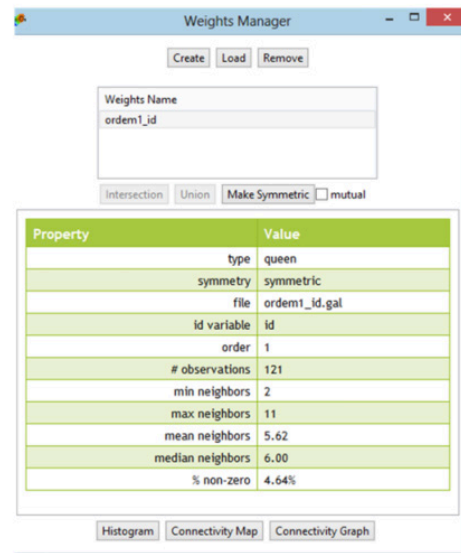 Weights Manager
Create Load Remove
Weights Name
ordem1_id
Intersection Union Make Symmetric mutual
Property Value
type queen
symmetry symmetric
file ordem1_id.gal
id variable id
order 1
# observations 121
min neighbors 2
max neighbors 11
mean neighbors 5.62
median neighbors 6.00
% non-zero 4.64%
Histogram Connectivity Map Connectivity Graph